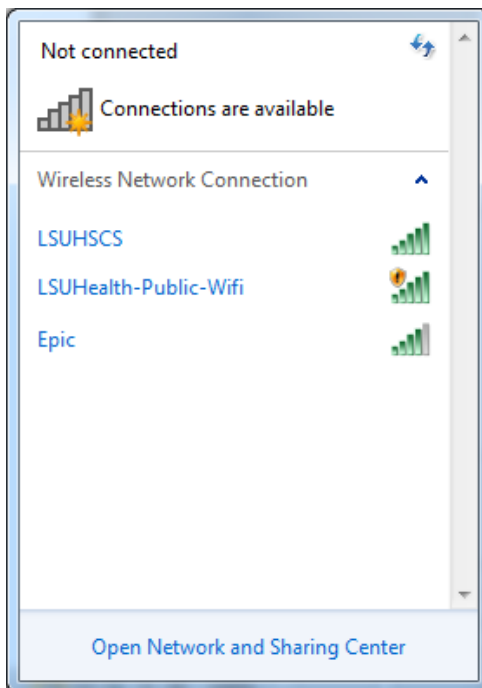 Not connected
Connections are available
Wireless Network Connection
LSUHSCS
LSUHealth-Public-Wifi
Epic
Open Network and Sharing Center